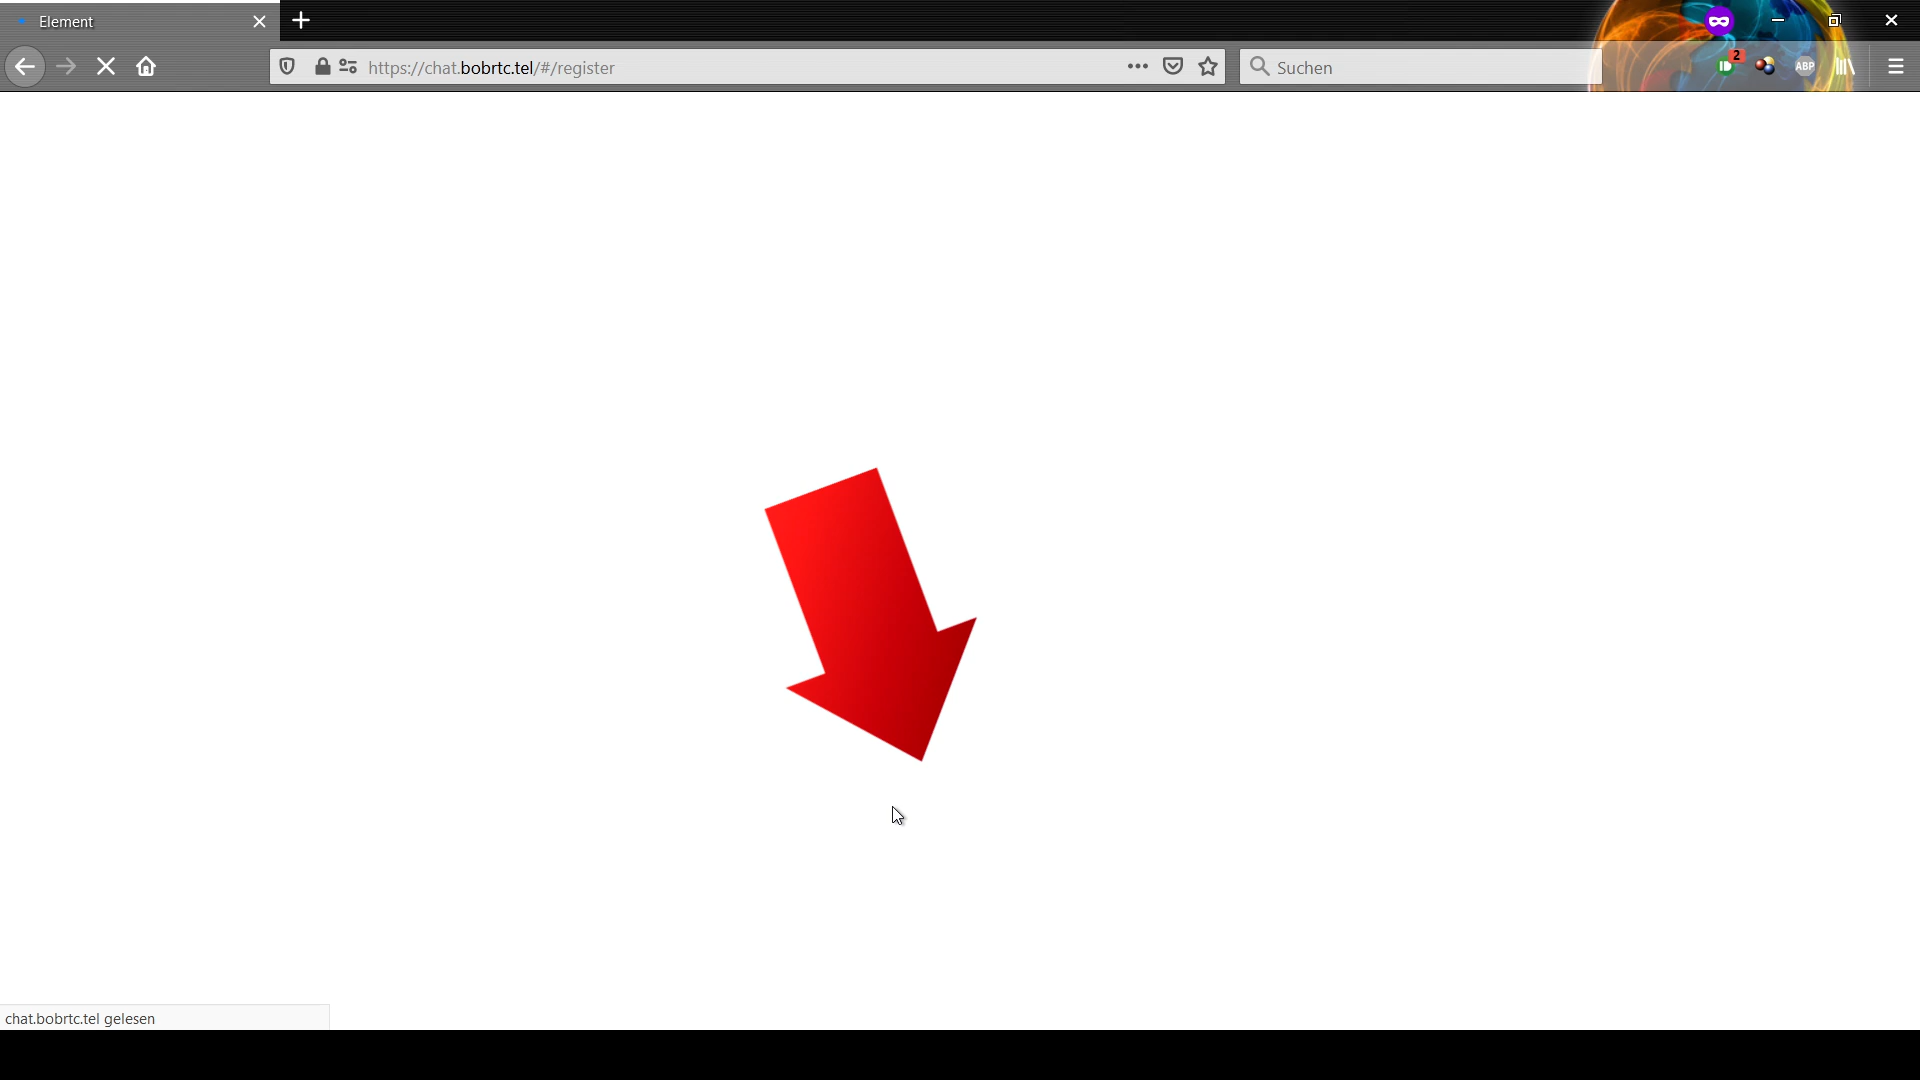 Element
https://chat.bobrtc.tel/#/register
Suchen
2
ABP
chat.bobrtc.tel gelesen